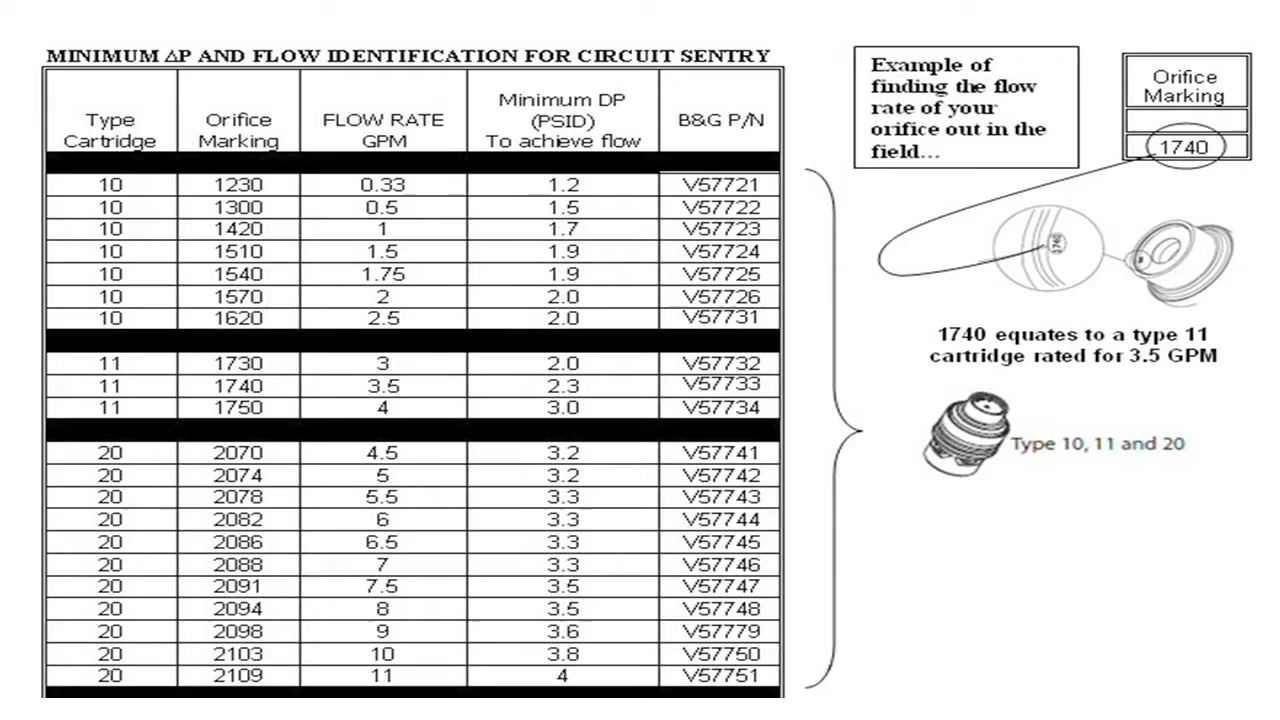 MINIMUM ΔP AND FLOW IDENTIFICATION FOR CIRCUIT SENTRY
Type Cartridge Orifice Marking FLOW RATE GPM Minimum DP (PSID) To achieve flow B&G P/N
10 1230 0.33 1.2 V57721
10 1300 0.5 1.5 V57722
10 1420 1 1.7 V57723
10 1510 1.5 1.9 V57724
10 1540 1.75 1.9 V57725
10 1570 2 2.0 V57726
10 1620 2.5 2.0 V57731
11 1730 3 2.0 V57732
11 1740 3.5 2.3 V57733
11 1750 4 3.0 V57734
20 2070 4.5 3.2 V57741
20 2074 5 3.2 V57742
20 2078 5.5 3.3 V57743
20 2082 6 3.3 V57744
20 2086 6.5 3.3 V57745
20 2088 7 3.3 V57746
20 2091 7.5 3.5 V57747
20 2094 8 3.5 V57748
20 2098 9 3.6 V57779
20 2103 10 3.8 V57750
20 2109 11 4 V57751
Example of
finding the flow
rate of your
orifice out in the
field...
Orifice
Marking
1740
1740
1740 equates to a type 11
cartridge rated for 3.5 GPM
Type 10, 11 and 20